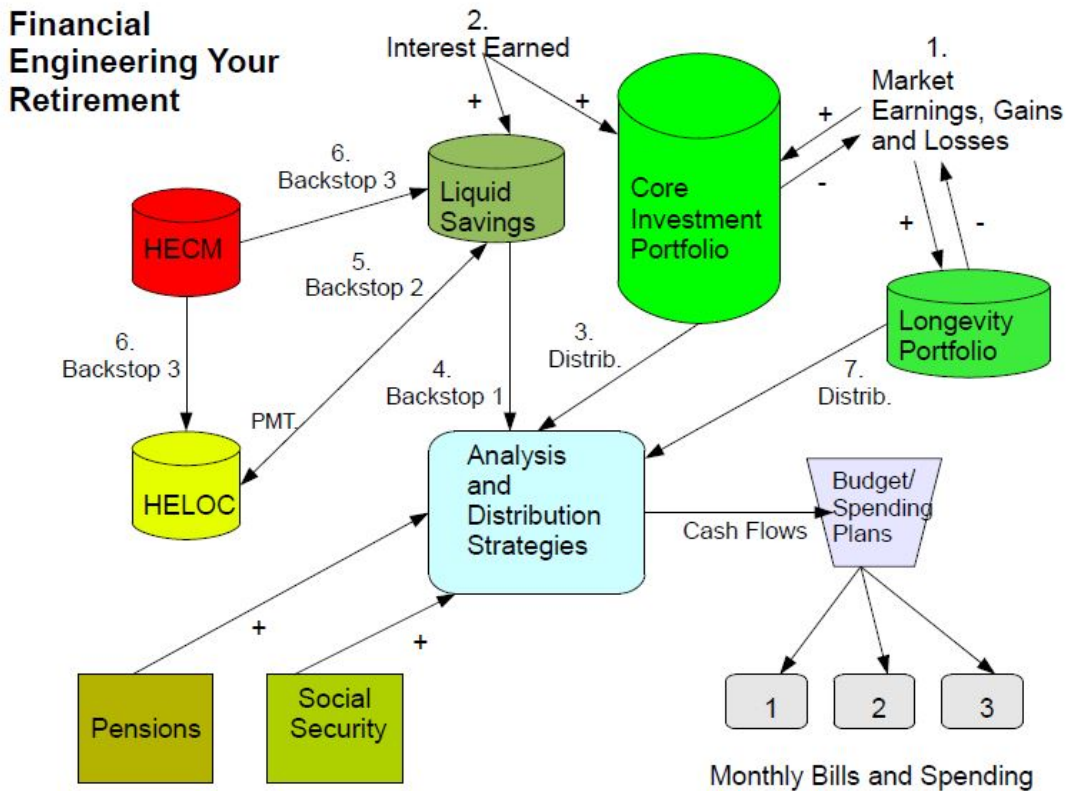 Financial
Engineering Your
Retirement
2.
Interest Earned
+
+
1.
Market
Earnings, Gains
and Losses
+
-
+
-
6.
Backstop 3
Liquid
Savings
Core
Investment
Portfolio
HECM
5.
Backstop 2
Longevity
Portfolio
6.
Backstop 3
3.
Distrib.
4.
Backstop 1
7.
Distrib.
PMT.
HELOC
Analysis
and
Distribution
Strategies
Cash Flows
Budget/
Spending
Plans
+
+
Pensions
Social
Security
1
2
3
Monthly Bills and Spending